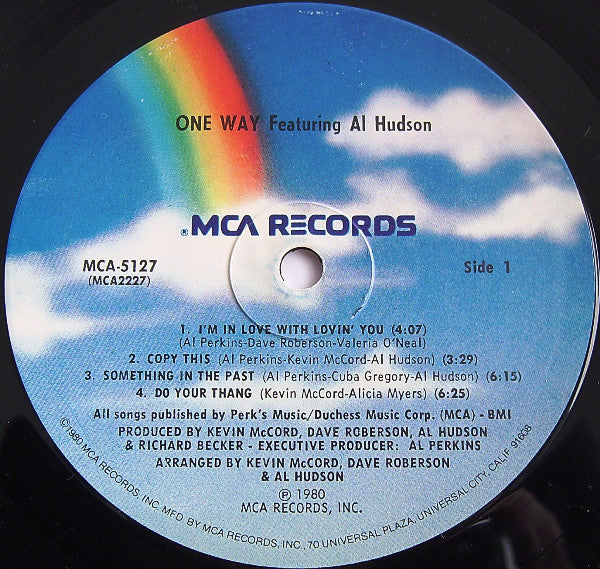 ONE WAY Featuring Al Hudson
® MCA RECORDS
MCA-5127
(MCA2227)
Side 1
1. I'M IN LOVE WITH LOVIN' YOU (4:07)
(Al Perkins-Dave Roberson-Valeria O'Neal)
2. COPY THIS (Al Perkins-Kevin McCord-Al Hudson) (3:29)
3. SOMETHING IN THE PAST (Al Perkins-Cuba Gregory-Al Hudson) (6:15)
4. DO YOUR THANG (Kevin McCord-Alicia Myers) (6:25)
All songs published by Perk's Music/Duchess Music Corp. (MCA) - BMI
PRODUCED BY KEVIN McCORD, DAVE ROBERSON, AL HUDSON
& RICHARD BECKER - EXECUTIVE PRODUCER: AL PERKINS
ARRANGED BY KEVIN McCORD, DAVE ROBERSON
& AL HUDSON
℗ 1980
MCA RECORDS, INC.
©1980 MCA RECORDS, INC. MFD BY MCA RECORDS, INC., 70 UNIVERSAL PLAZA, UNIVERSAL CITY, CALIF. 91608